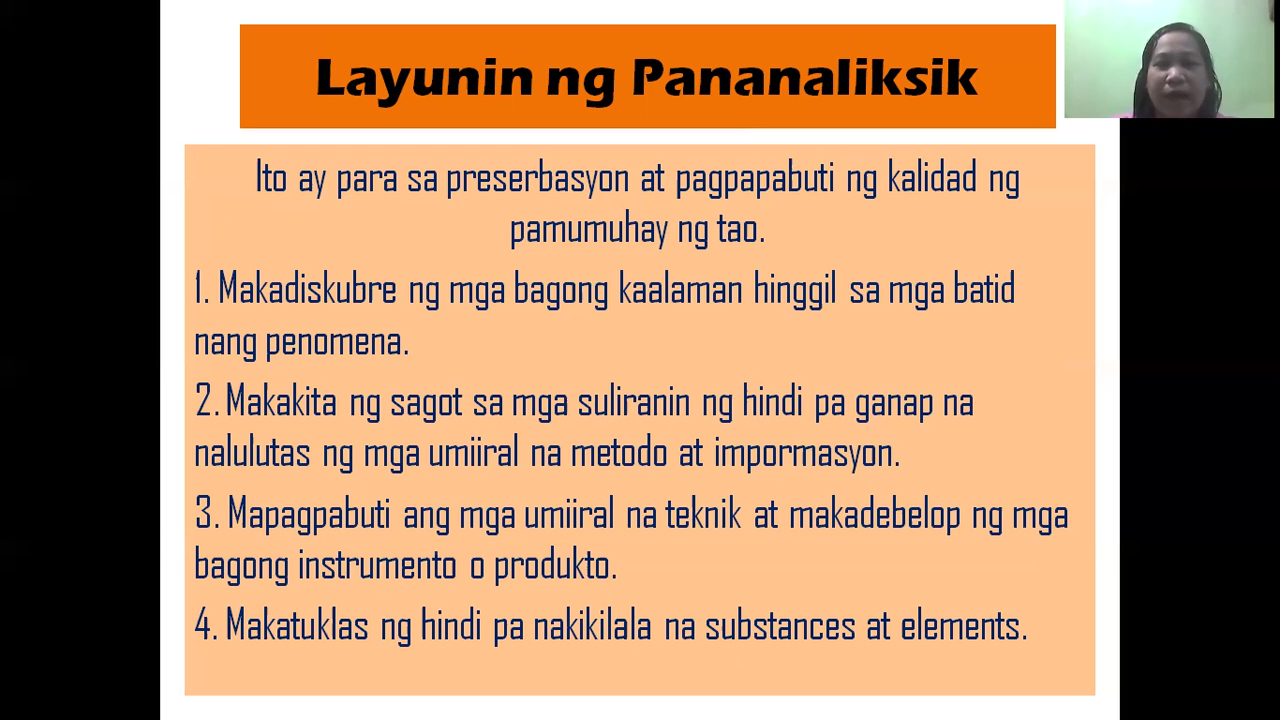 Layunin ng Pananaliksik
Ito ay para sa preserbasyon at pagpapabuti ng kalidad ng
pamumuhay ng tao.
1. Makadiskubre ng mga bagong kaalaman hinggil sa mga batid
nang penomena.
2. Makakita ng sagot sa mga suliranin ng hindi pa ganap na
nalulutas ng mga umiiral na metodo at impormasyon.
3. Mapagpabuti ang mga umiiral na teknik at makadebelop ng mga
bagong instrumento o produkto.
4. Makatuklas ng hindi pa nakikilala na substances at elements.